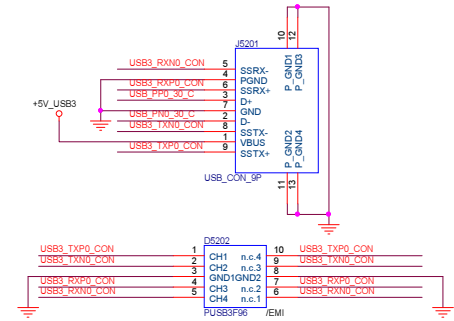 10 12
J5201
USB3_RXN0_CON 5 SSRX- P_GND1 P_GND3
4 PGND
USB3_RXP0_CON 6 SSRX+
USB_PP0_30_C 3 D+
+5V_USB3 7 GND
USB_PN0_30_C 2 D-
USB3_TXN0_CON 8 SSTX- P_GND2 P_GND4
1 VBUS
USB3_TXP0_CON 9 SSTX+
USB_CON_9P 11 13
D5202
USB3_TXP0_CON 1 CH1 n.c.4 10 USB3_TXP0_CON
USB3_TXN0_CON 2 CH2 n.c.3 9 USB3_TXN0_CON
3 GND1 GND2 8
USB3_RXP0_CON 4 CH3 n.c.2 7 USB3_RXP0_CON
USB3_RXN0_CON 5 CH4 n.c.1 6 USB3_RXN0_CON
PUSB3F96 /EMI